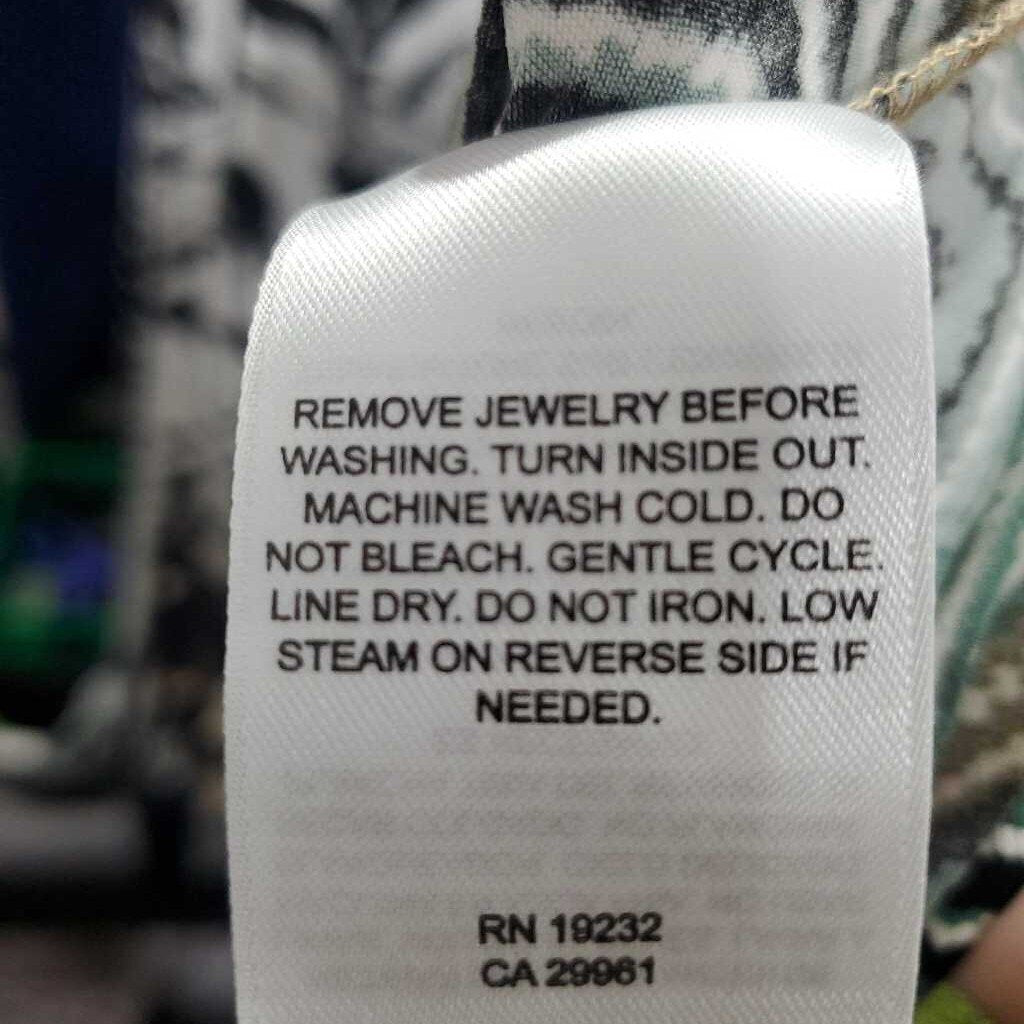 REMOVE JEWELRY BEFORE
WASHING. TURN INSIDE OUT.
MACHINE WASH COLD. DO
NOT BLEACH. GENTLE CYCLE.
LINE DRY. DO NOT IRON. LOW
STEAM ON REVERSE SIDE IF
NEEDED.
RN 19232
CA 29961